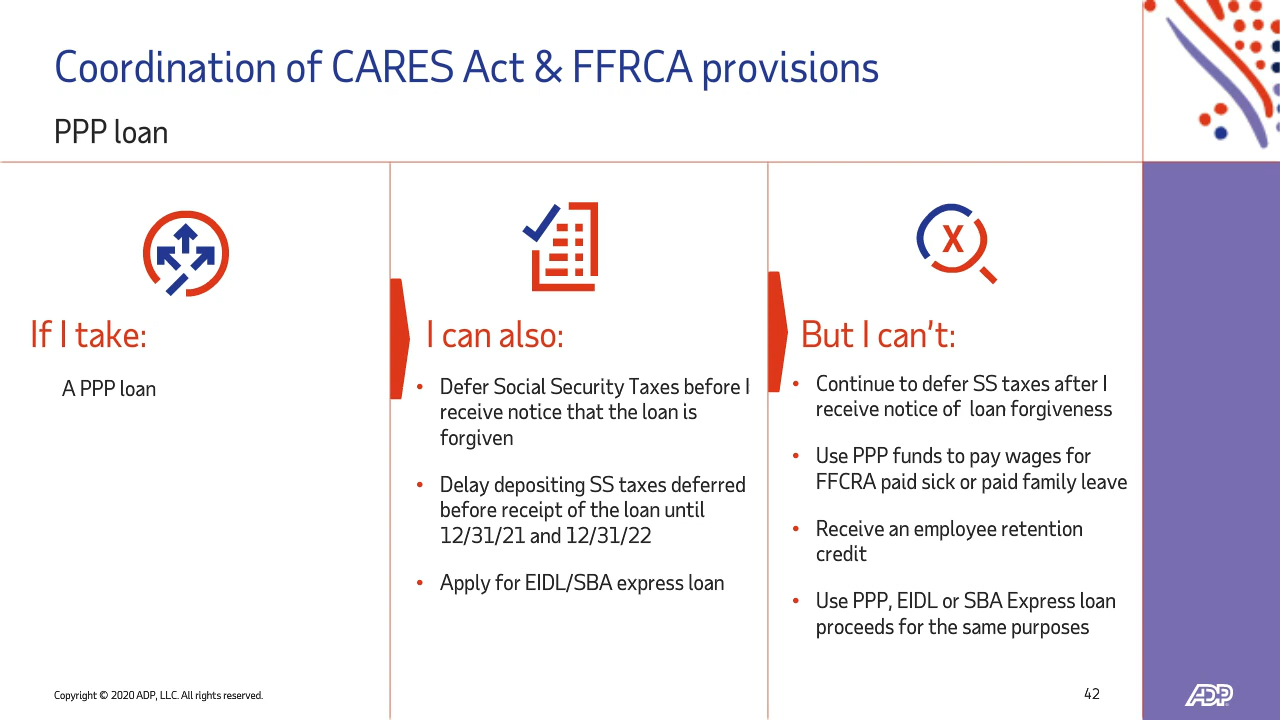 Coordination of CARES Act & FFRCA provisions
PPP loan
If I take:
A PPP loan
I can also:
• Defer Social Security Taxes before I
receive notice that the loan is
forgiven
• Delay depositing SS taxes deferred
before receipt of the loan until
12/31/21 and 12/31/22
• Apply for EIDL/SBA express loan
X
But I can't:
• Continue to defer SS taxes after I
receive notice of  loan forgiveness
• Use PPP funds to pay wages for
FFCRA paid sick or paid family leave
• Receive an employee retention
credit
• Use PPP, EIDL or SBA Express loan
proceeds for the same purposes
Copyright © 2020 ADP, LLC. All rights reserved.
42
ADP